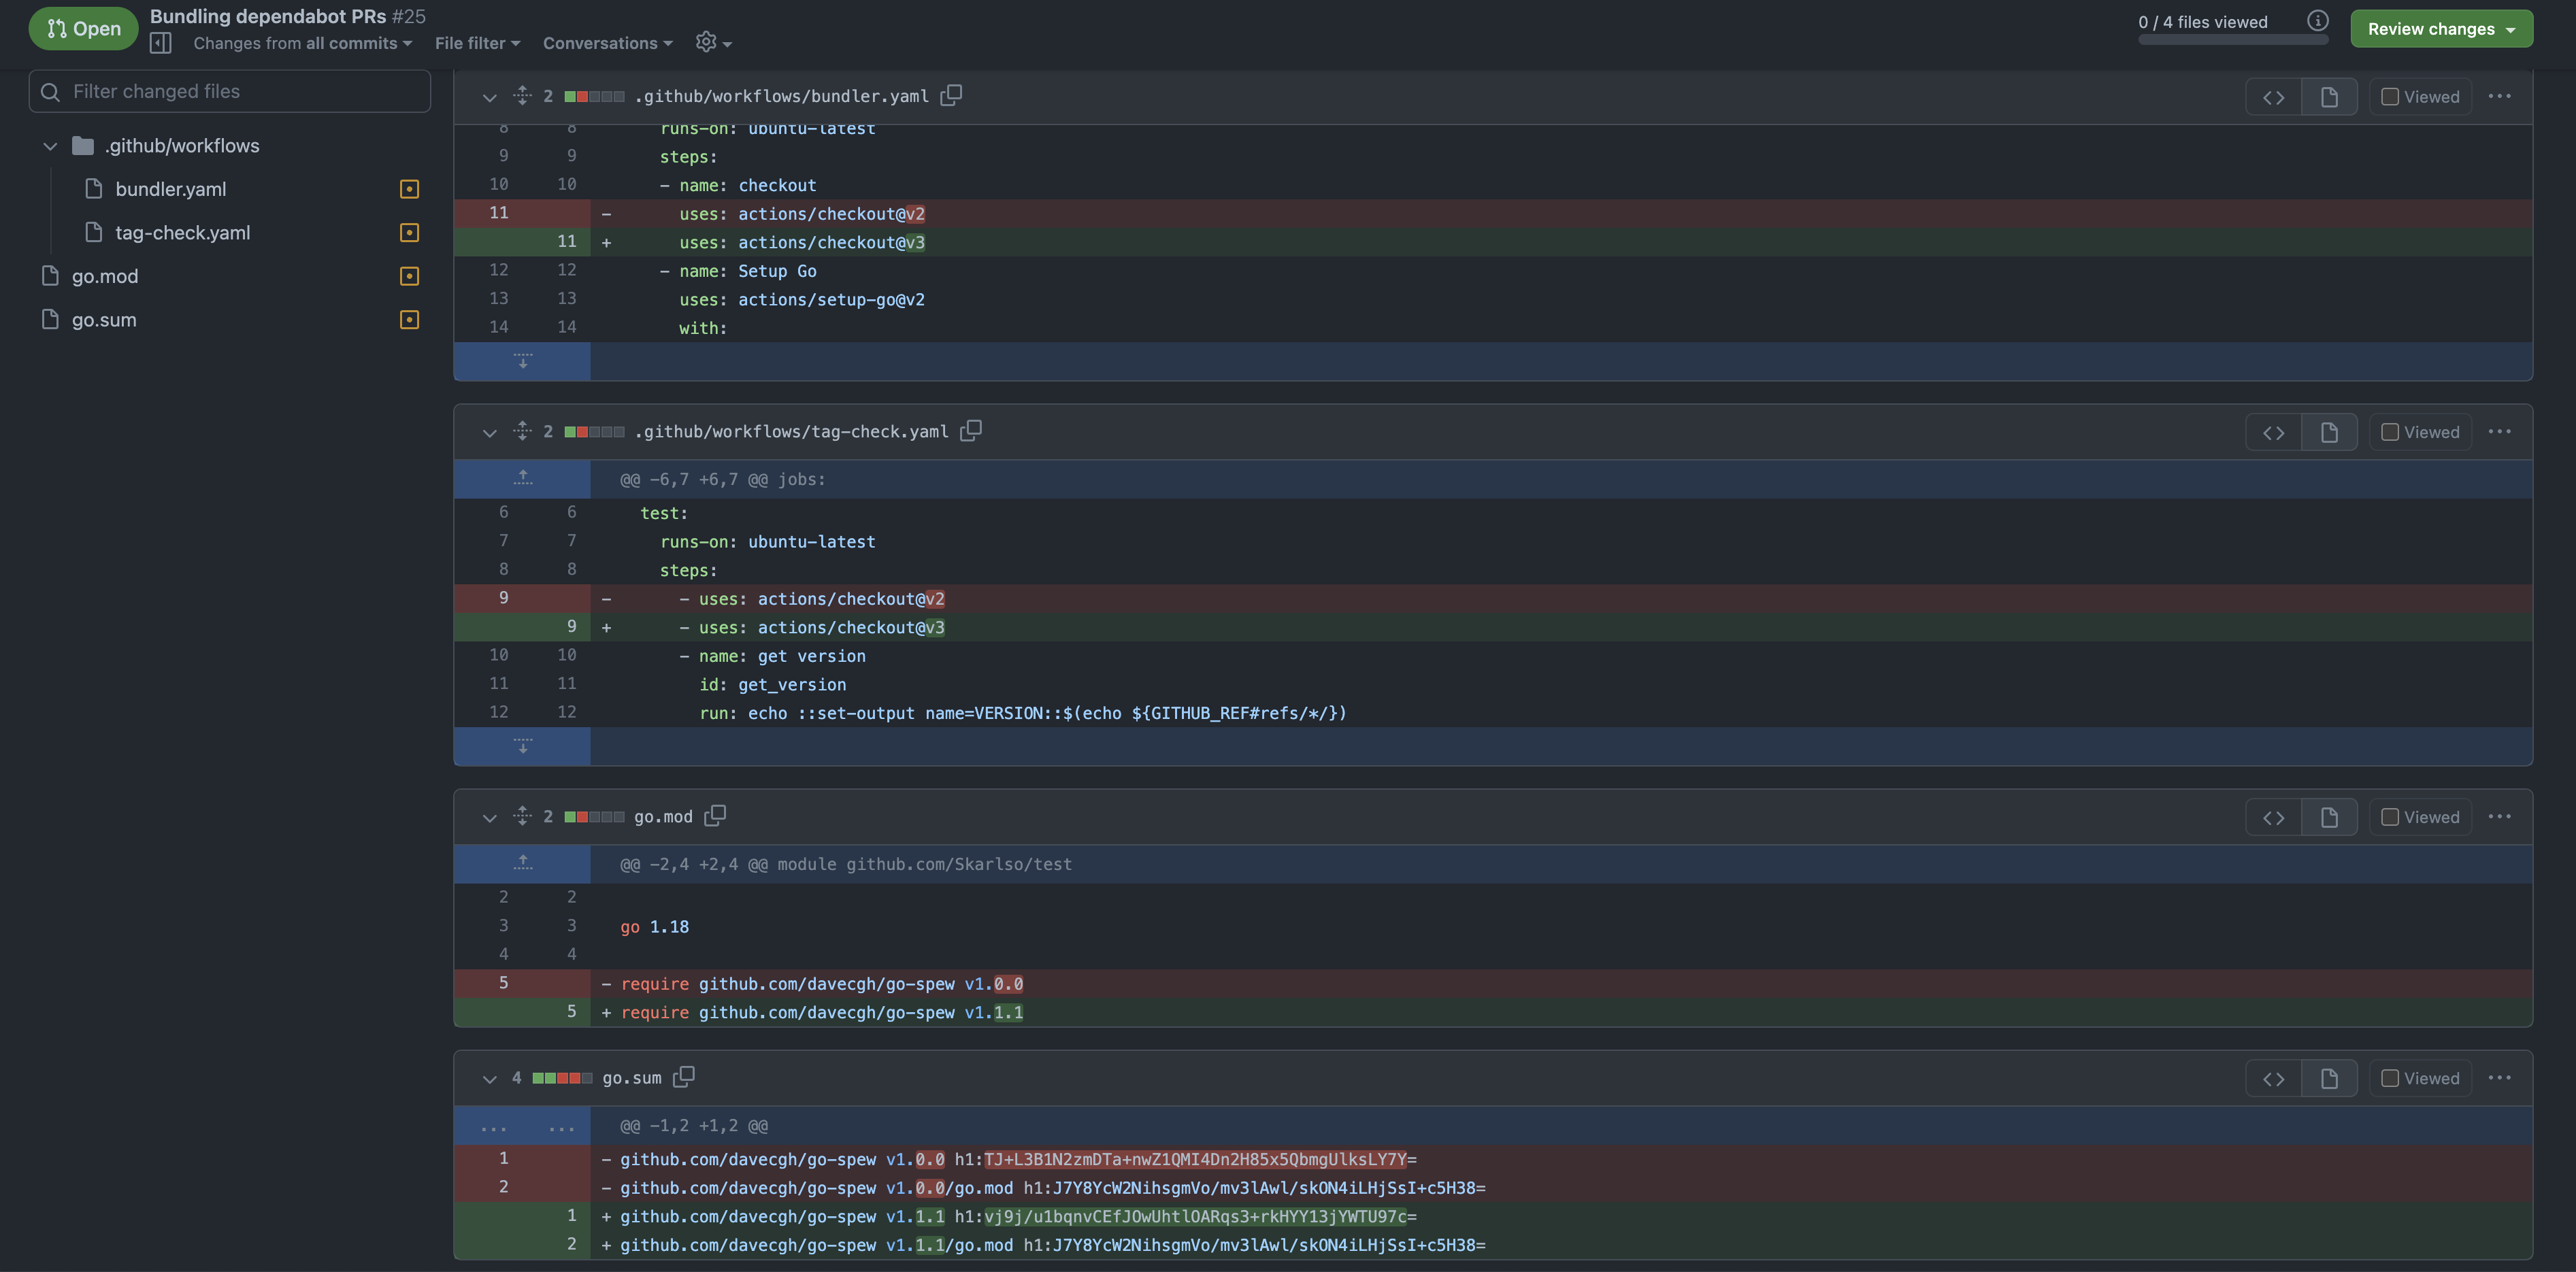 Open
Bundling dependabot PRs #25
Changes from all commits File filter Conversations
0 / 4 files viewed
Review changes
Filter changed files
.github/workflows
bundler.yaml
tag-check.yaml
go.mod
go.sum
2 .github/workflows/bundler.yaml Viewed
8 8 runs-on: ubuntu-latest
9 9 steps:
10 10 - name: checkout
11 - uses: actions/checkout@v2
11 + uses: actions/checkout@v3
12 12 - name: Setup Go
13 13 uses: actions/setup-go@v2
14 14 with:
2 .github/workflows/tag-check.yaml Viewed
@@ -6,7 +6,7 @@ jobs:
6 6 test:
7 7 runs-on: ubuntu-latest
8 8 steps:
9 - - uses: actions/checkout@v2
9 + - uses: actions/checkout@v3
10 10 - name: get version
11 11 id: get_version
12 12 run: echo ::set-output name=VERSION::$(echo ${GITHUB_REF#refs/*/})
2 go.mod Viewed
@@ -2,4 +2,4 @@ module github.com/Skarlso/test
2 2
3 3 go 1.18
4 4
5 - require github.com/davecgh/go-spew v1.0.0
5 + require github.com/davecgh/go-spew v1.1.1
4 go.sum Viewed
... ... @@ -1,2 +1,2 @@
1 - github.com/davecgh/go-spew v1.0.0 h1:TJ+L3B1N2zmDTa+nwZ1QMI4Dn2H85x5QbmgUlksLY7Y=
2 - github.com/davecgh/go-spew v1.0.0/go.mod h1:J7Y8YcW2NihsgmVo/mv3lAwl/skON4iLHjSsI+c5H38=
1 + github.com/davecgh/go-spew v1.1.1 h1:vj9j/u1bqnvCEfJOwUhtlOARqs3+rkHYY13jYWTU97c=
2 + github.com/davecgh/go-spew v1.1.1/go.mod h1:J7Y8YcW2NihsgmVo/mv3lAwl/skON4iLHjSsI+c5H38=